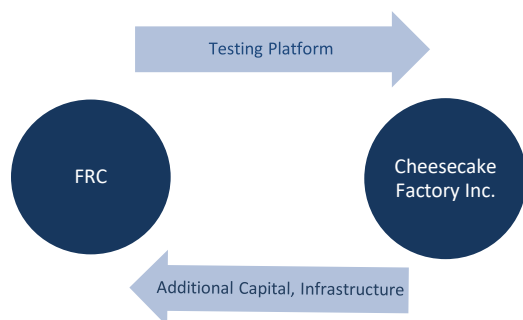 Testing Platform
FRC
Cheesecake
Factory Inc.
Additional Capital, Infrastructure